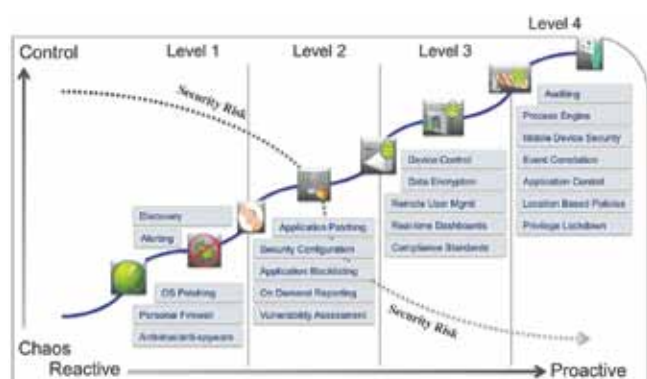 Level 4
Control
Level 1
Level 2
Level 3
Security Risk
Auditing
Process Engine
Mobile Device Security
Event Correlation
Application Control
Location Based Policies
Privilege Lockdown
Device Control
Data Encryption
Remote User Mgmt
Real-time Dashboards
Compliance Standards
Discovery
Alerting
Application Patching
Security Configuration
Application Blocklisting
On Demand Reporting
Vulnerability Assessment
OS Patching
Personal Firewall
Security Risk
Chaos
Reactive
Proactive